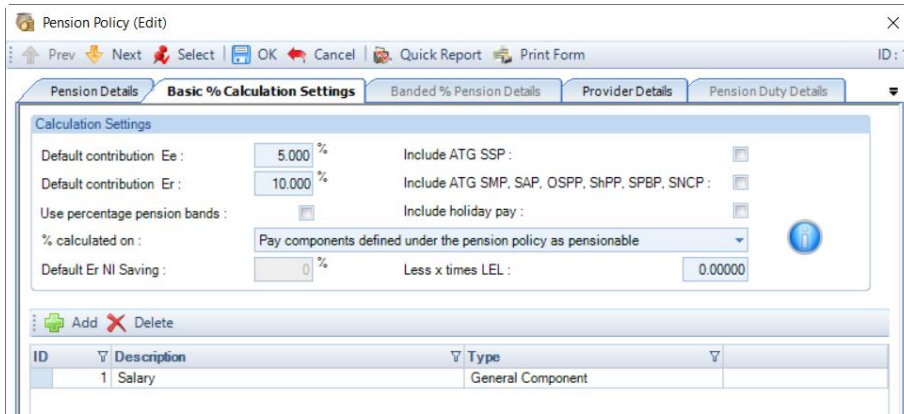 Pension Policy (Edit)
Prev Next Select OK Cancel Quick Report Print Form ID :
Pension Details Basic % Calculation Settings Banded % Pension Details Provider Details Pension Duty Details
Calculation Settings
Default contribution Ee : 5.000 % Include ATG SSP :
Default contribution Er : 10.000 % Include ATG SMP, SAP, OSPP, ShPP, SPBP, SNCP :
Use percentage pension bands : Include holiday pay :
% calculated on : Pay components defined under the pension policy as pensionable
Default Er NI Saving : 0 % Less x times LEL : 0.00000
Add Delete
ID Description Type
1 Salary General Component